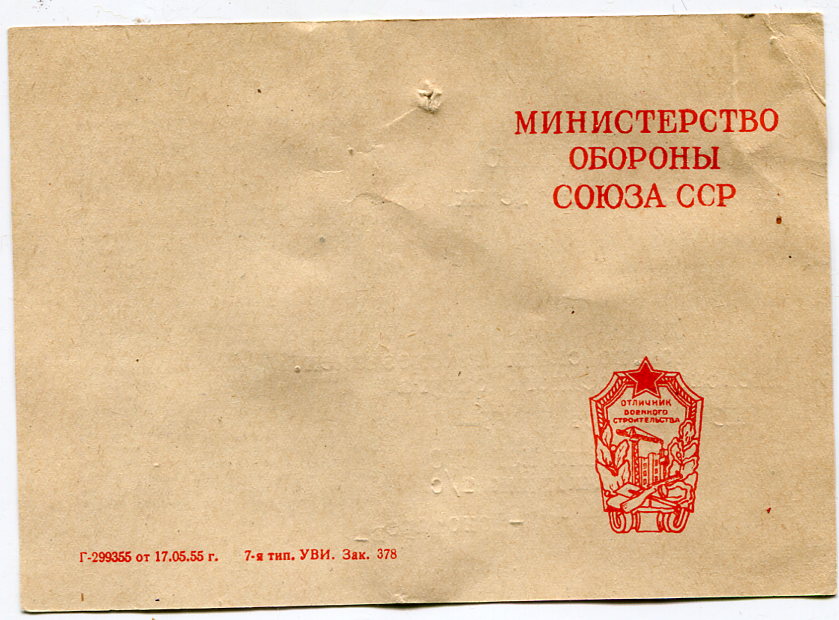 МИНИСТЕРСТВО
ОБОРОНЫ
СОЮЗА ССР
ОТЛИЧНИК
ВОЕННОГО
СТРОИТЕЛЬСТВА
Г-299355 от 17.05.55 г. 7-я тип. УВИ. Зак. 378